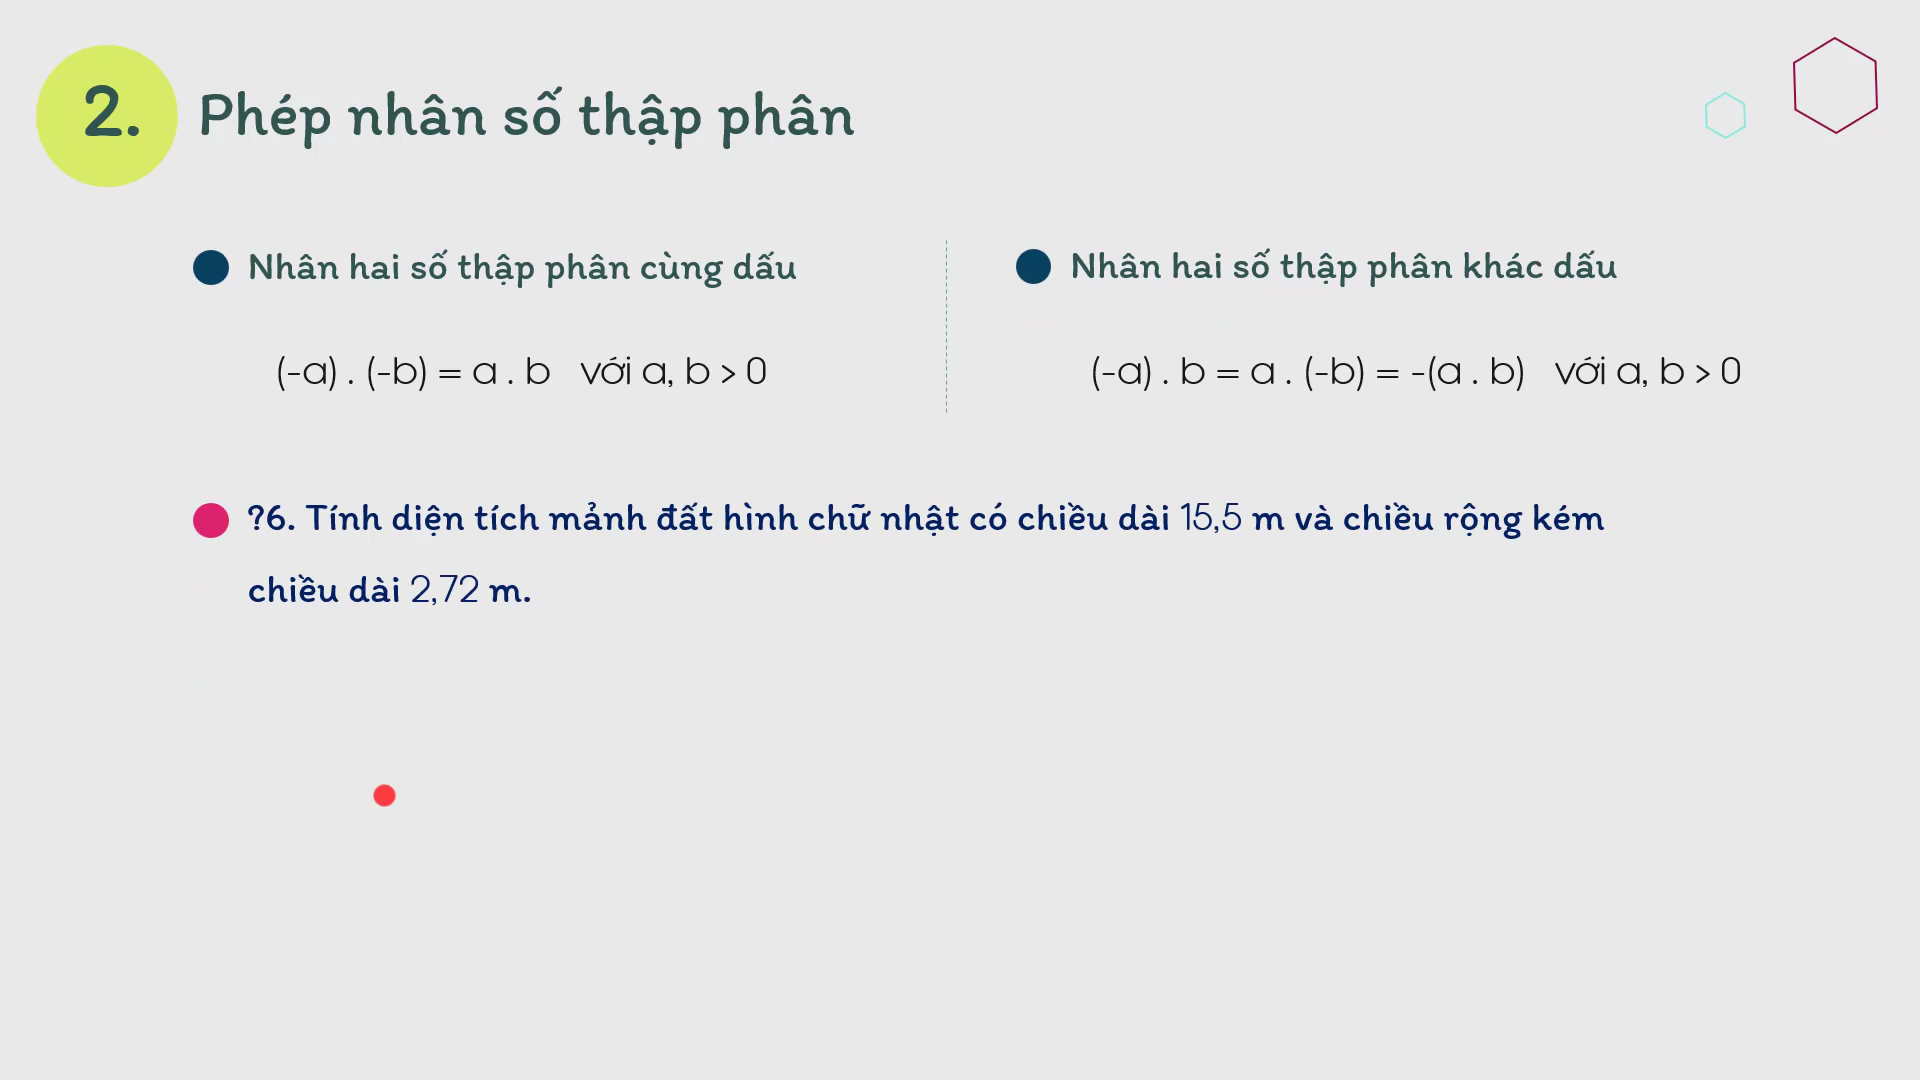 2. Phép nhân số thập phân
Nhân hai số thập phân cùng dấu
(-a) . (-b) = a . b với a, b > 0
Nhân hai số thập phân khác dấu
(-a) . b = a . (-b) = -(a . b) với a, b > 0
?6. Tính diện tích mảnh đất hình chữ nhật có chiều dài 15,5 m và chiều rộng kém
chiều dài 2,72 m.